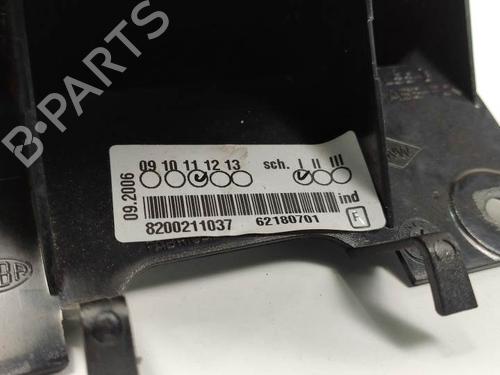 09 10 11 12 13 sch. I II III
09.2006
ind
8200211037 62180701 F
B-PARTS